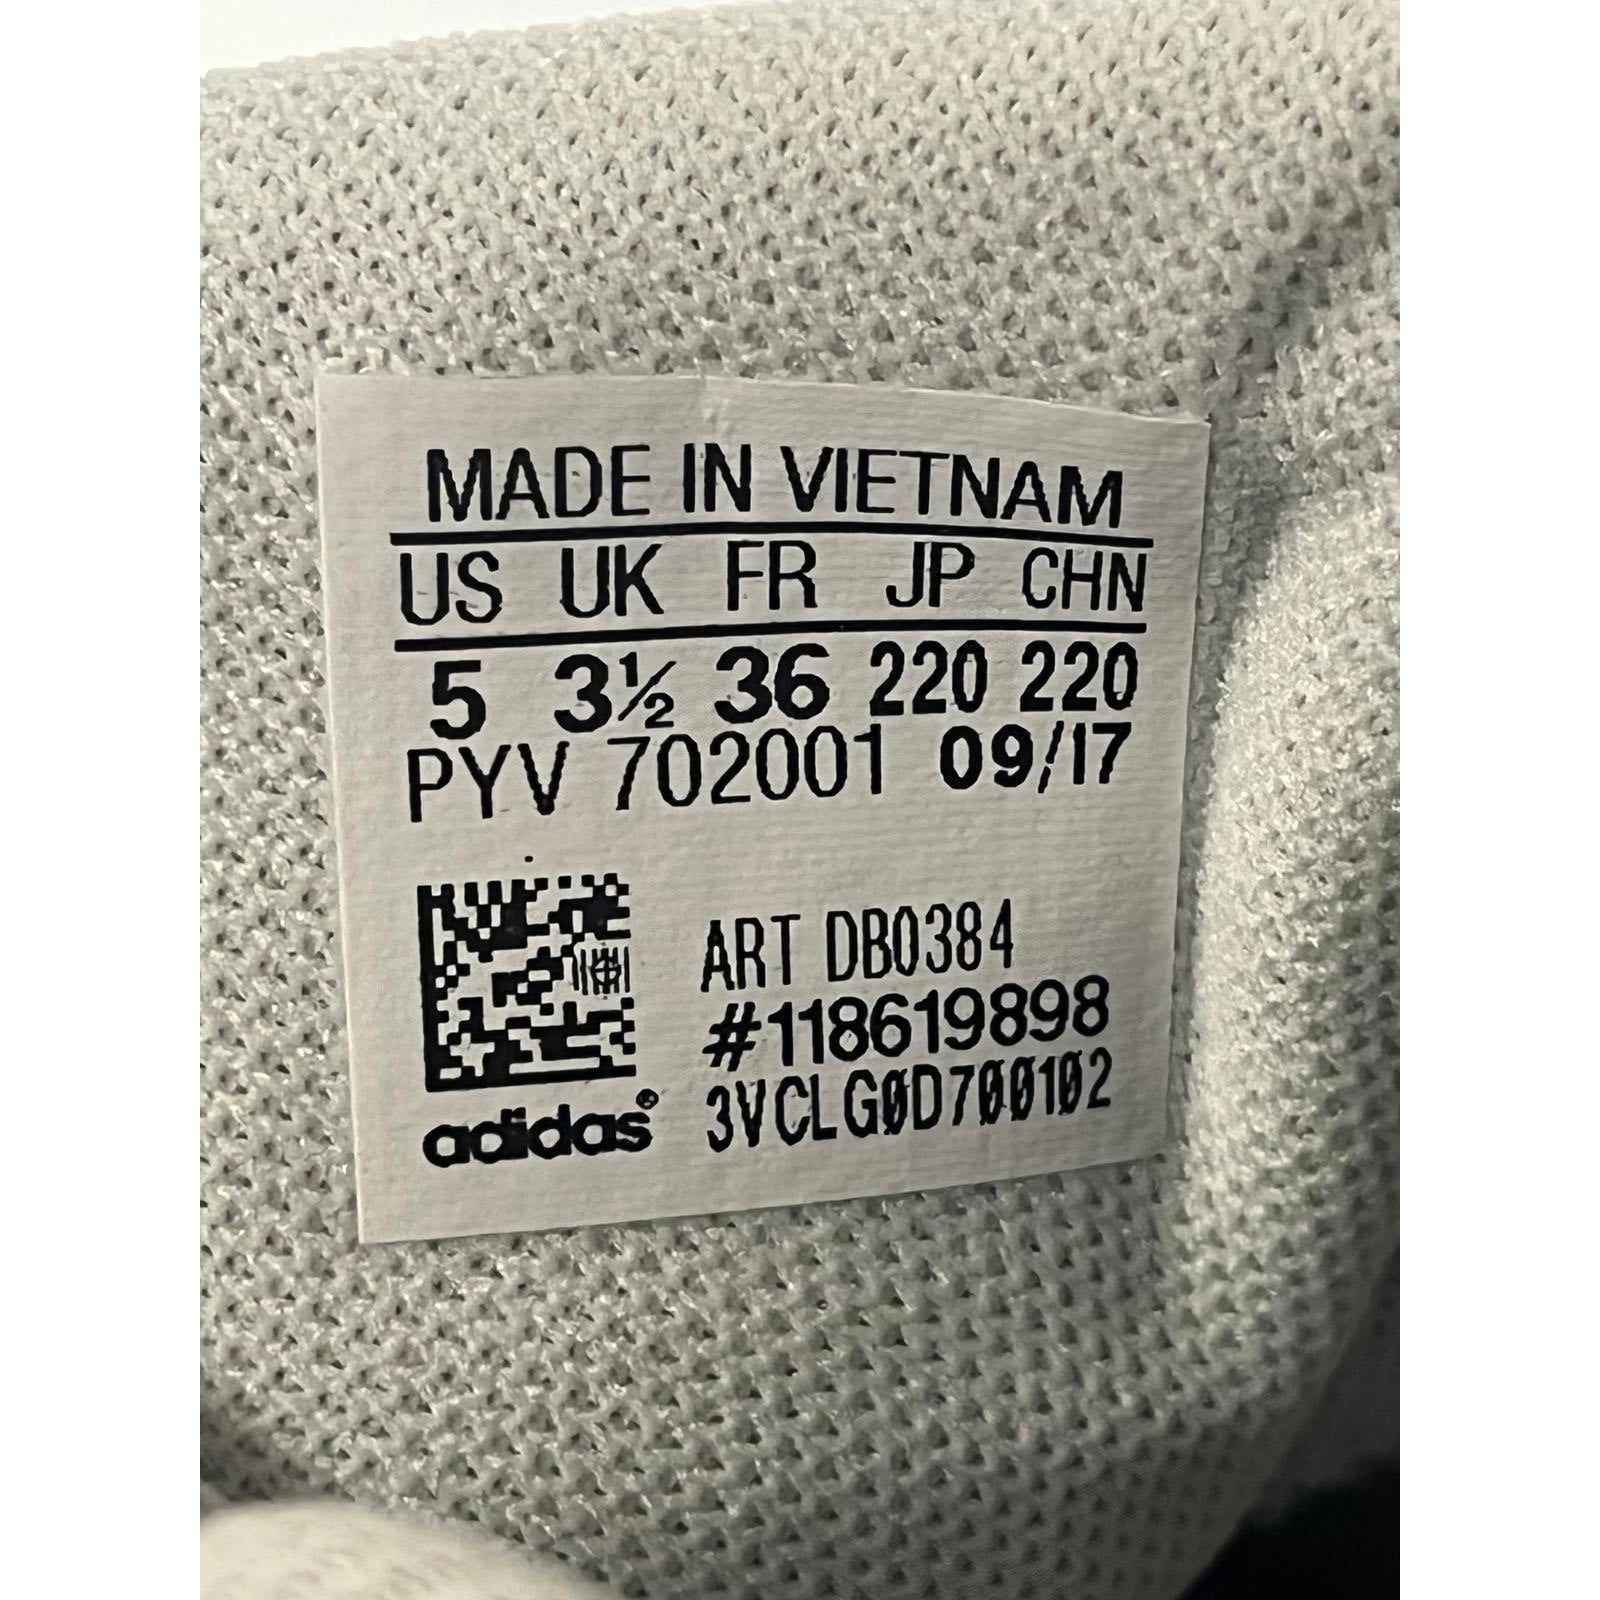 MADE IN VIETNAM
US UK FR JP CHN
5 3½ 36 220 220
PYV 702001 09/17
ART DB0384
#118619898
3VCLG0D700102
adidas®